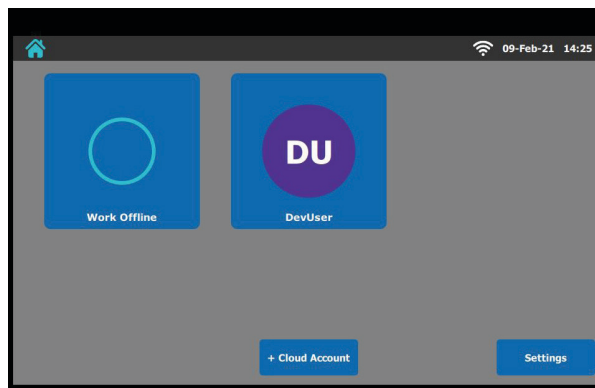 09-Feb-21 14:25
DU
Work Offline
DevUser
+ Cloud Account
Settings